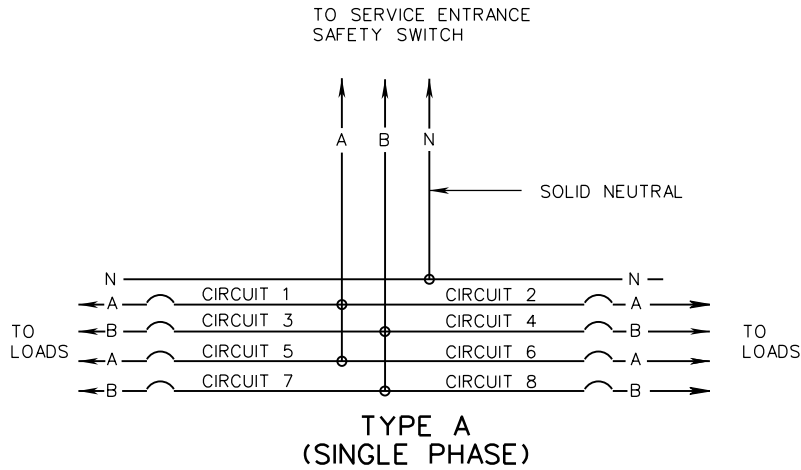 TO SERVICE ENTRANCE
SAFETY SWITCH
A B N
SOLID NEUTRAL
N N
A CIRCUIT 1 CIRCUIT 2 A
B CIRCUIT 3 CIRCUIT 4 B
TO LOADS
TO LOADS
A CIRCUIT 5 CIRCUIT 6 A
B CIRCUIT 7 CIRCUIT 8 B
TYPE A
(SINGLE PHASE)